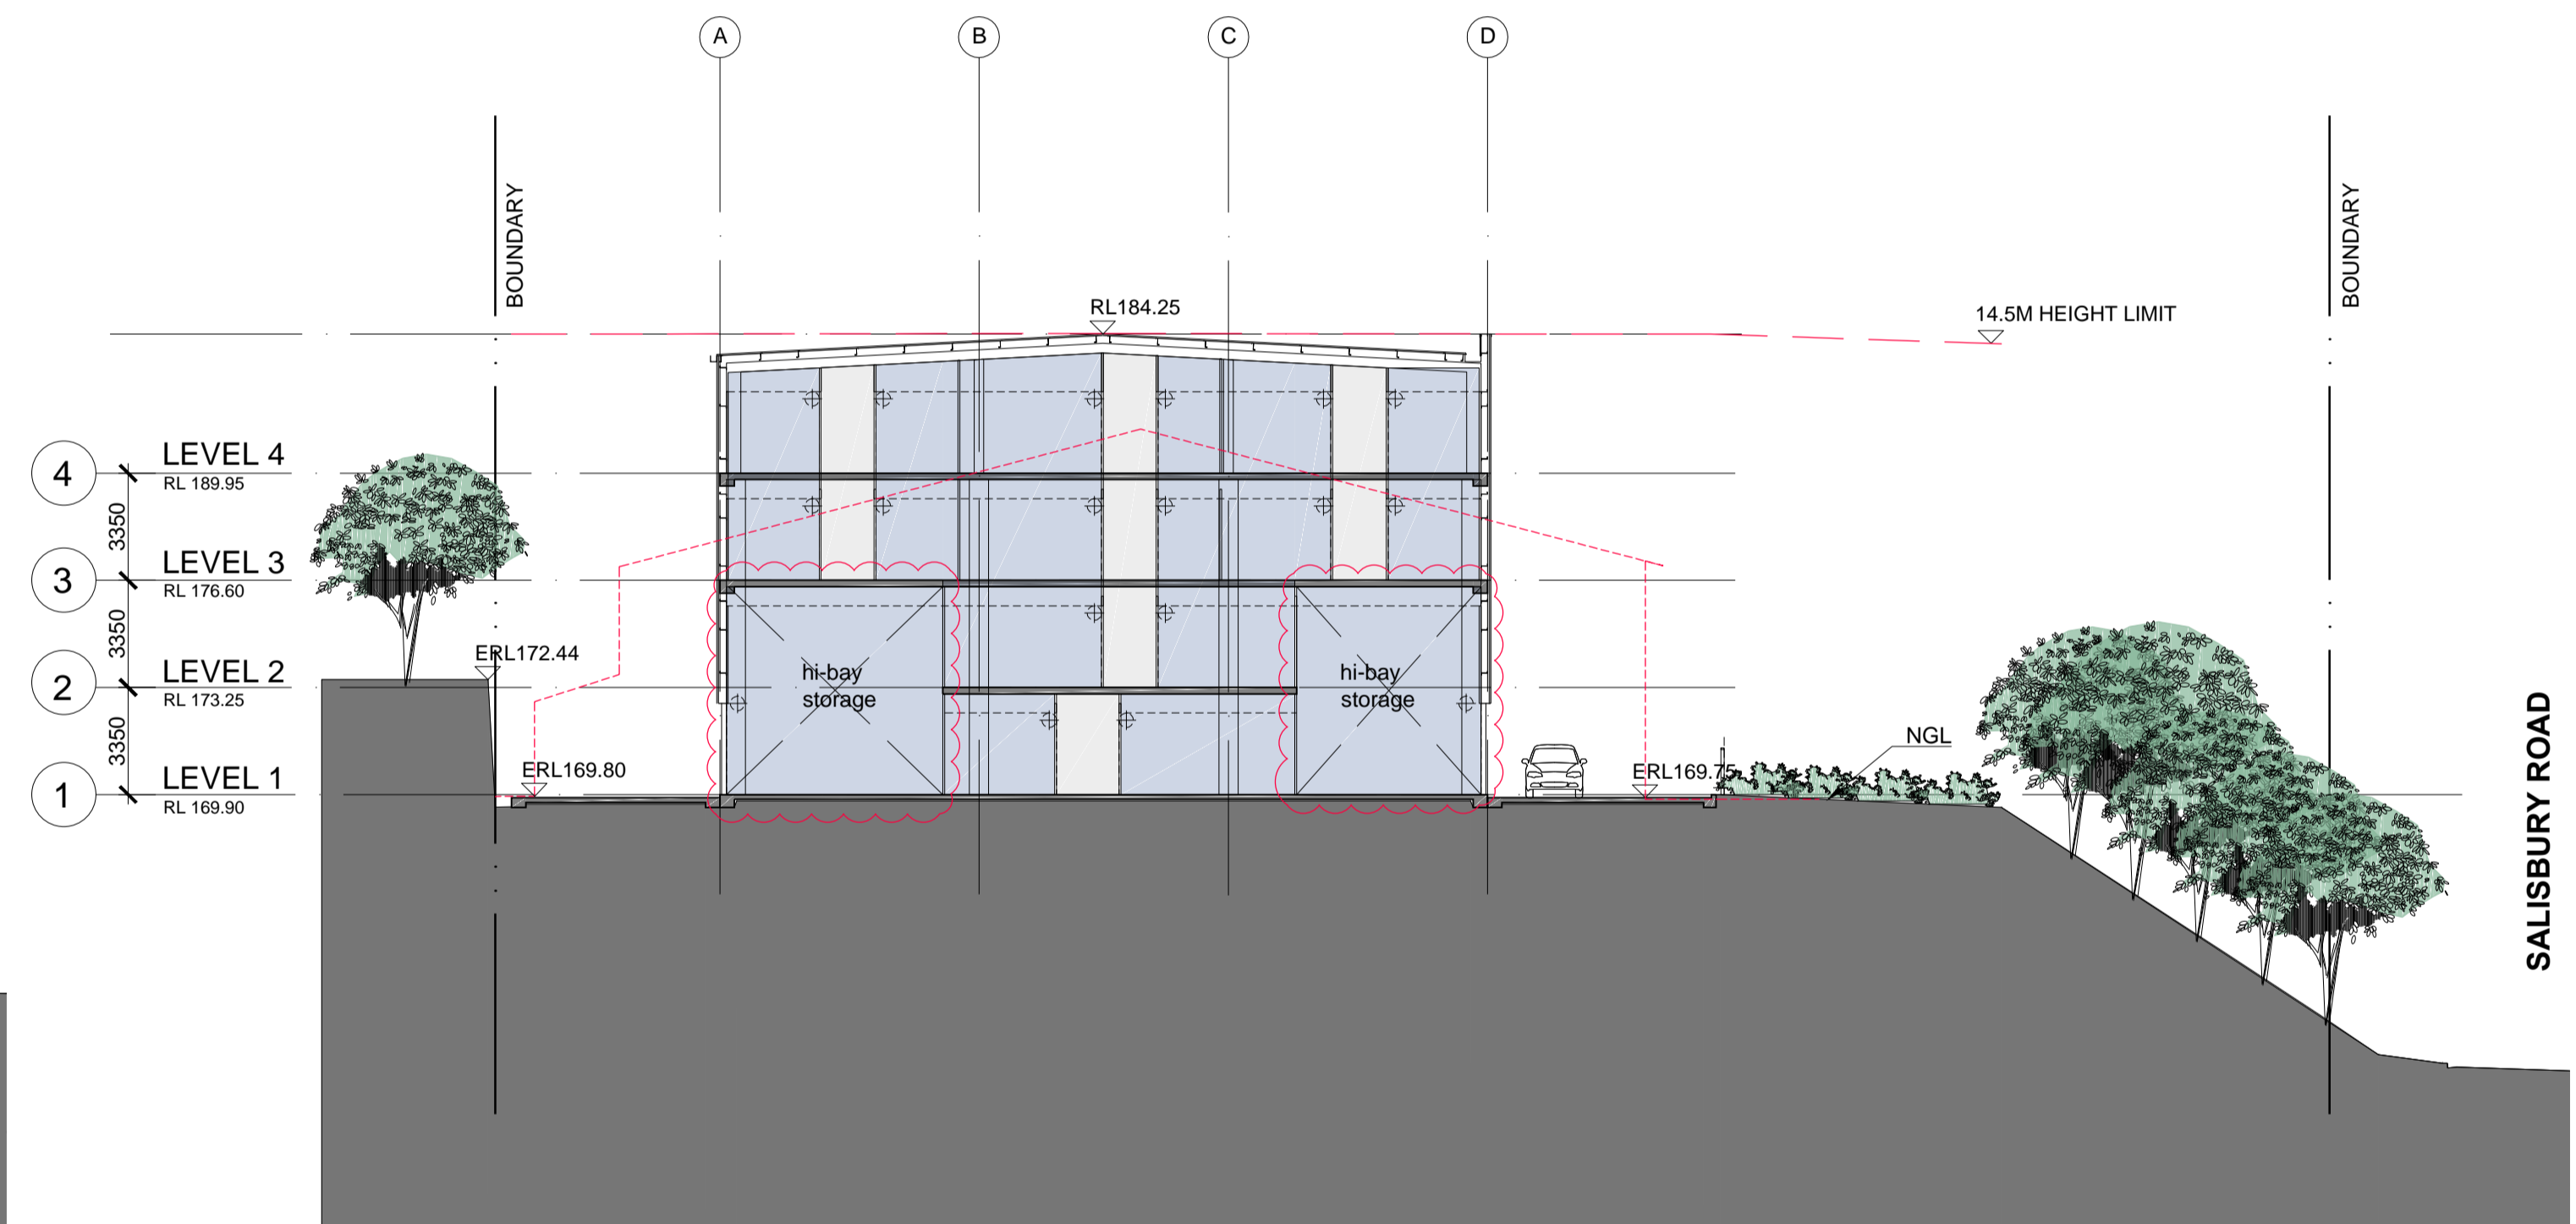 A
B
C
D
BOUNDARY
BOUNDARY
RL184.25
14.5M HEIGHT LIMIT
4
LEVEL 4
RL 189.95
3350
3
LEVEL 3
RL 176.60
3350
ERL172.44
2
LEVEL 2
RL 173.25
hi-bay
storage
hi-bay
storage
3350
NGL
1
LEVEL 1
RL 169.90
ERL169.80
ERL169.75
SALISBURY ROAD